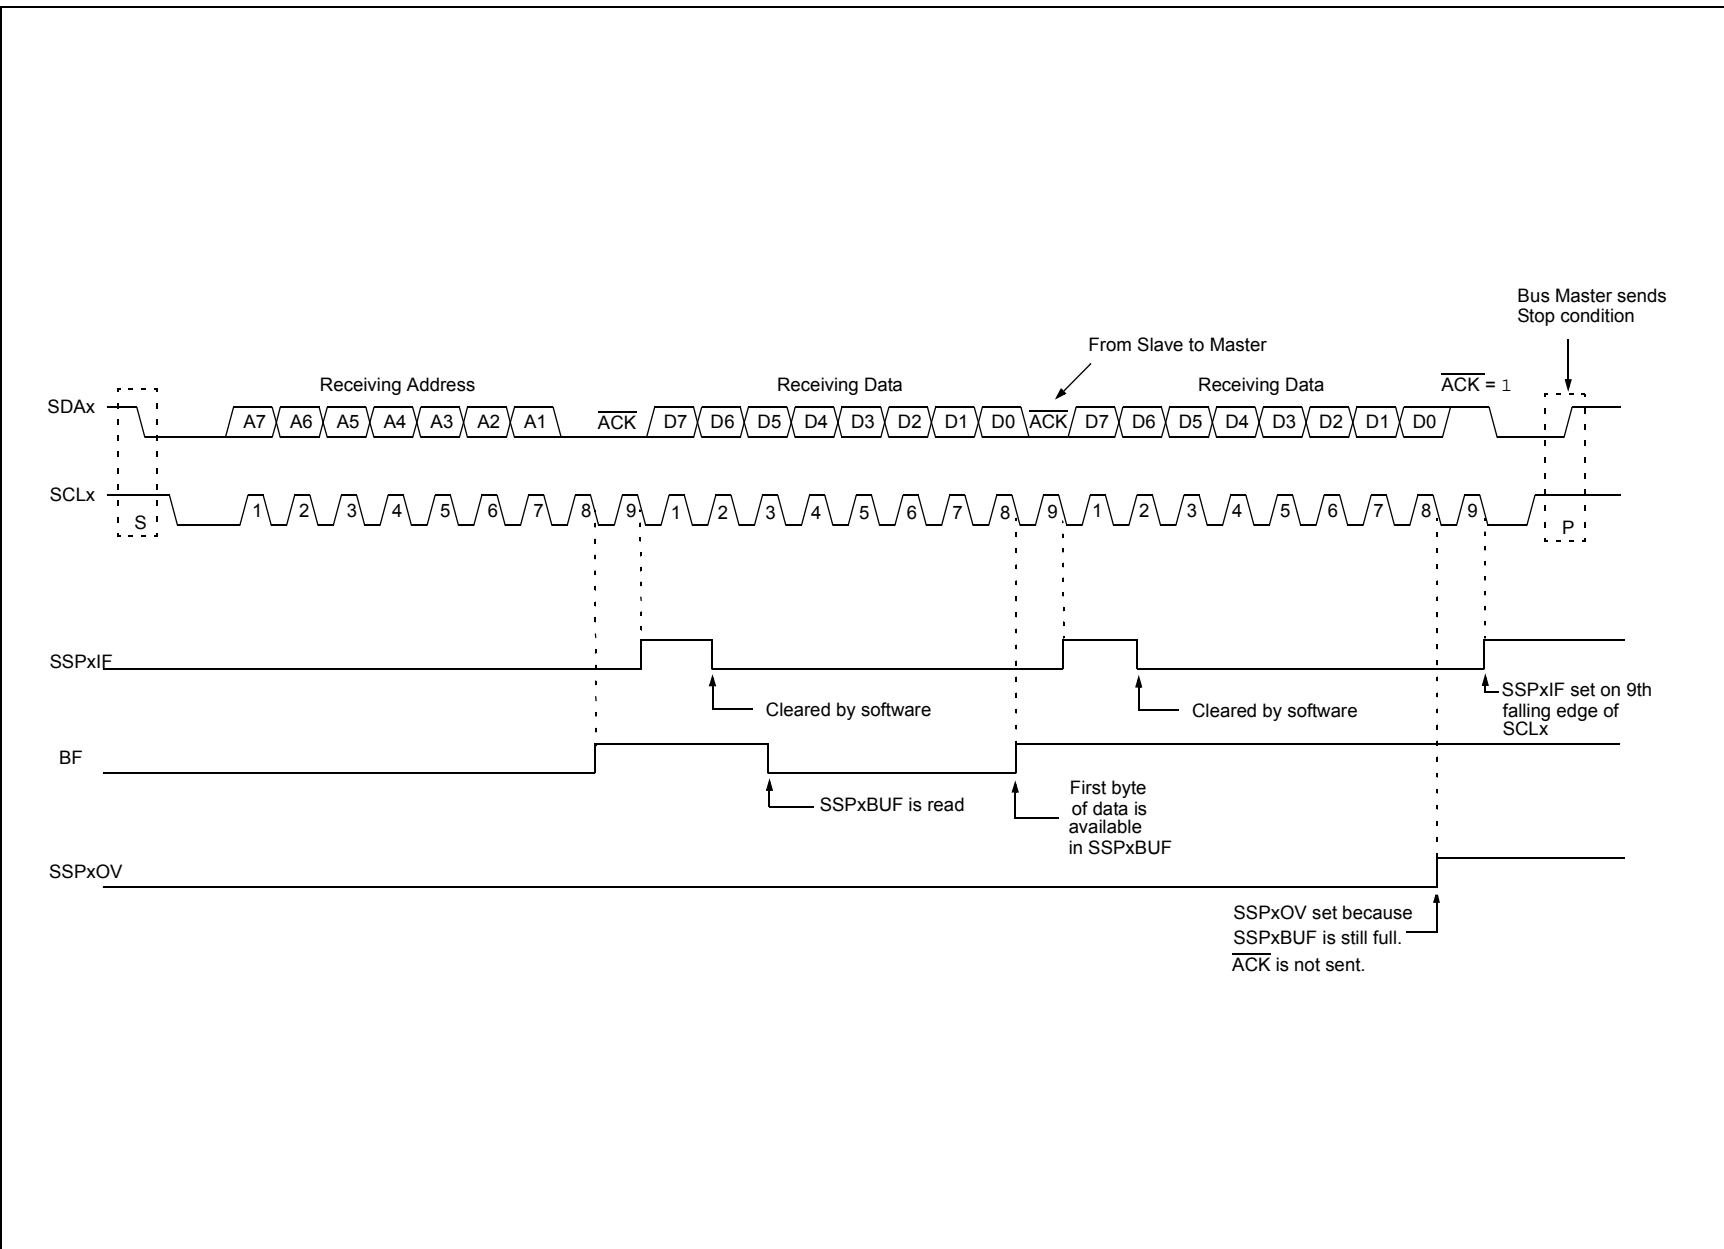 Bus Master sends
Stop condition
From Slave to Master
Receiving Address
Receiving Data
Receiving Data
ACK = 1
SDAx
A7 A6 A5 A4 A3 A2 A1 ACK D7 D6 D5 D4 D3 D2 D1 D0 ACK D7 D6 D5 D4 D3 D2 D1 D0
SCLx
1 2 3 4 5 6 7 8 9 1 2 3 4 5 6 7 8 9 1 2 3 4 5 6 7 8 9
S
P
SSPxIF
Cleared by software
Cleared by software
SSPxIF set on 9th
falling edge of
SCLx
BF
SSPxBUF is read
First byte
of data is
available
in SSPxBUF
SSPxOV
SSPxOV set because
SSPxBUF is still full.
ACK is not sent.